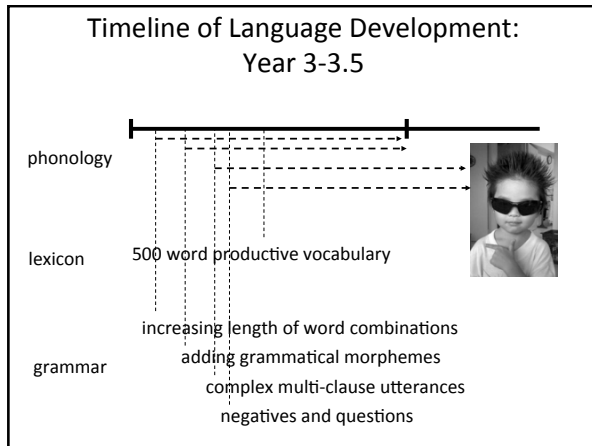 Timeline of Language Development:
Year 3-3.5
phonology
lexicon
500 word productive vocabulary
increasing length of word combinations
adding grammatical morphemes
grammar
complex multi-clause utterances
negatives and questions